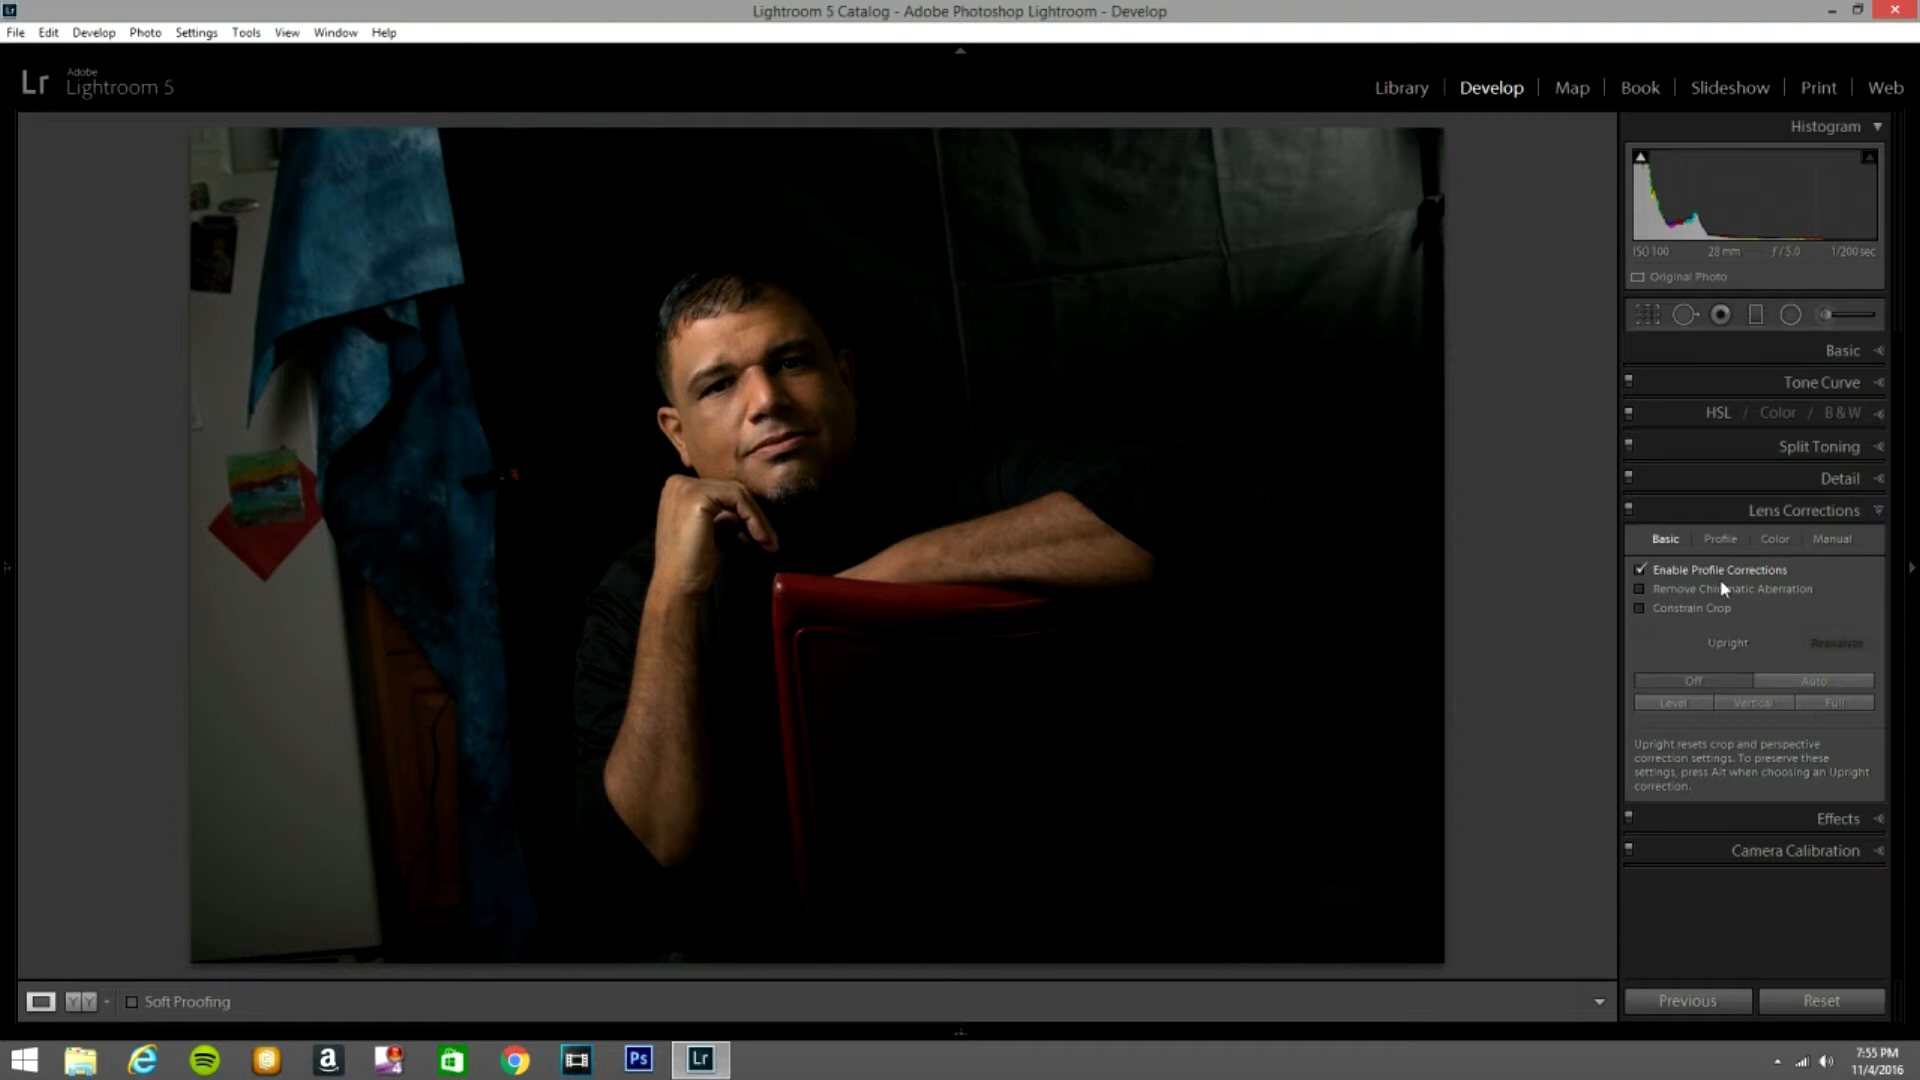 Lightroom 5 Catalog - Adobe Photoshop Lightroom - Develop
File Edit Develop Photo Settings Tools View Window Help
Lr Adobe Lightroom 5
Library Develop Map Book Slideshow Print Web
Histogram
ISO 100 28 mm ƒ / 5.0 1/200 sec
Original Photo
Basic
Tone Curve
HSL / Color / B & W
Split Toning
Detail
Lens Corrections
Basic Profile Color Manual
Enable Profile Corrections
Remove Chromatic Aberration
Constrain Crop
Upright Reanalyze
Off Auto
Level Vertical Full
Upright resets crop and perspective
correction settings. To preserve these
settings, press Alt when choosing an Upright
correction.
Effects
Camera Calibration
Soft Proofing
Previous Reset
Ps Lr
7:55 PM
11/4/2016